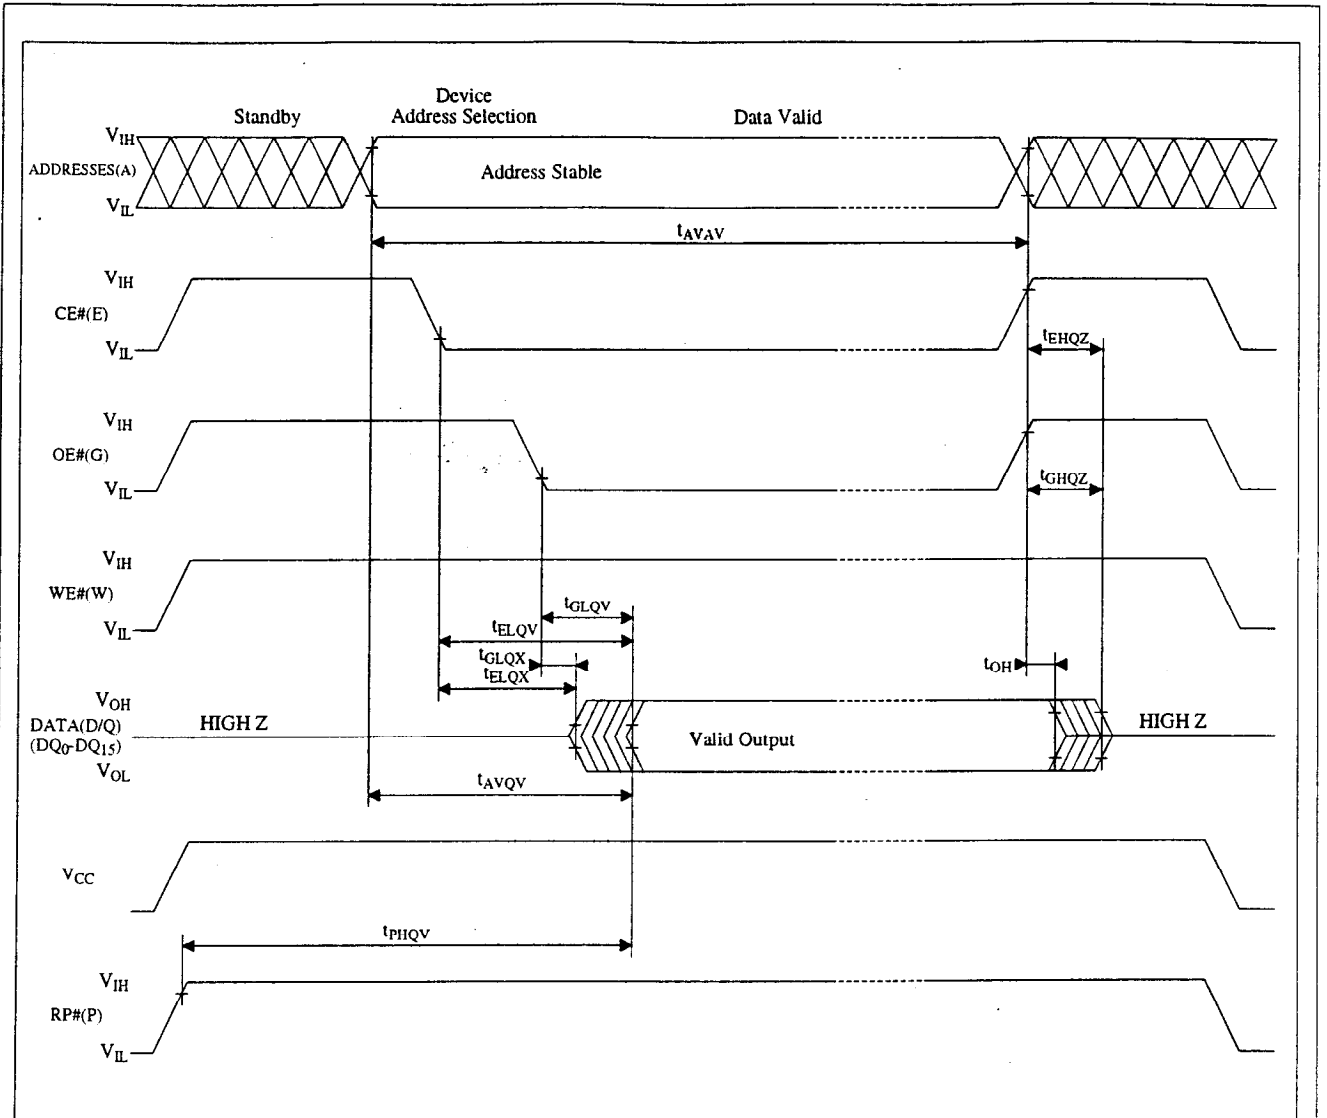 Device
Standby Address Selection Data Valid
VIH
ADDRESSES(A) Address Stable
VIL
tAVAV
VIH
CE#(E)
VIL tEHQZ
VIH
OE#(G)
VIL tGHQZ
VIH
WE#(W)
tGLQV
VIL tELQV
tGLQX tOH
tELQX
VOH
DATA(D/Q) HIGH Z HIGH Z
(DQ0-DQ15) Valid Output
VOL
tAVQV
VCC
tPHQV
VIH
RP#(P)
VIL